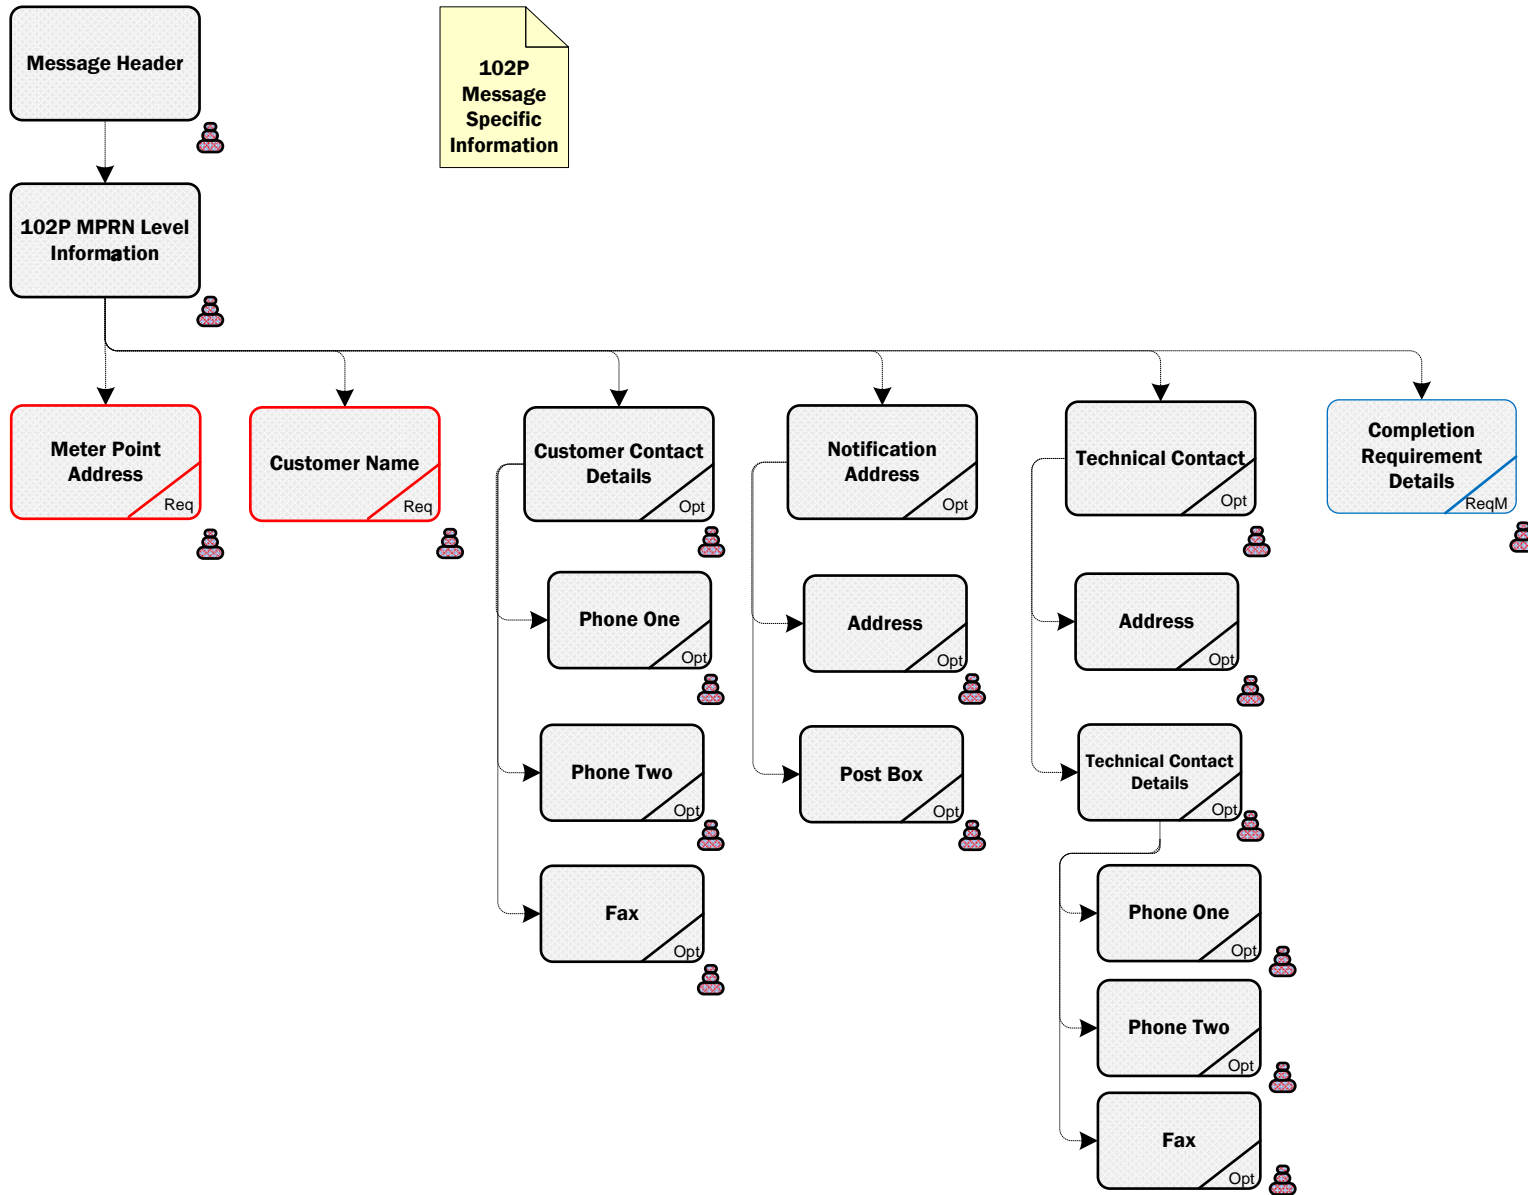 Message Header
102P
Message
Specific
Information
102P MPRN Level
Information
Meter Point
Address
Req
Customer Name
Req
Customer Contact
Details
Opt
Notification
Address
Opt
Technical Contact
Opt
Completion
Requirement
Details
ReqM
Phone One
Opt
Address
Opt
Address
Opt
Phone Two
Opt
Post Box
Opt
Technical Contact
Details
Opt
Fax
Opt
Phone One
Opt
Phone Two
Opt
Fax
Opt